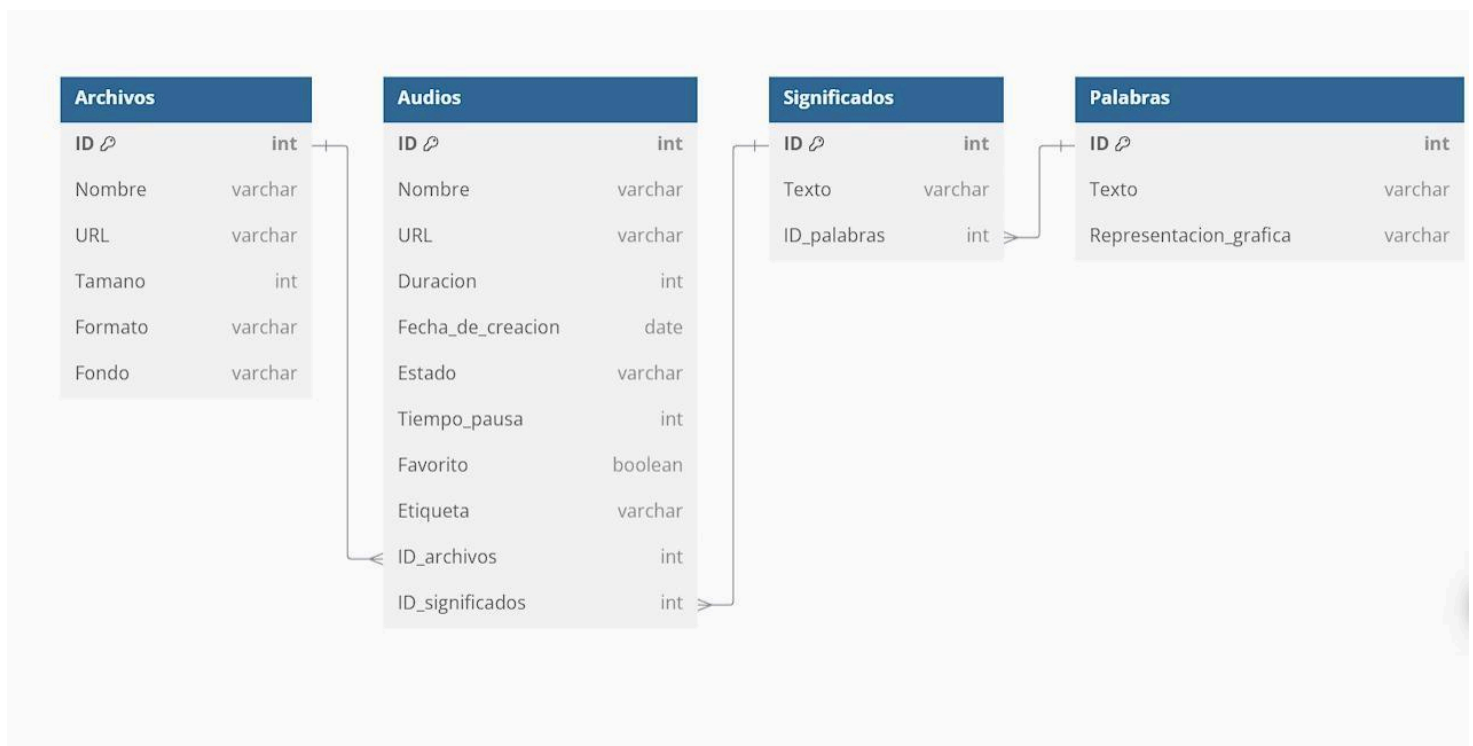 Archivos
ID int
Nombre varchar
URL varchar
Tamano int
Formato varchar
Fondo varchar
Audios
ID int
Nombre varchar
URL varchar
Duracion int
Fecha_de_creacion date
Estado varchar
Tiempo_pausa int
Favorito boolean
Etiqueta varchar
ID_archivos int
ID_significados int
Significados
ID int
Texto varchar
ID_palabras int
Palabras
ID int
Texto varchar
Representacion_grafica varchar